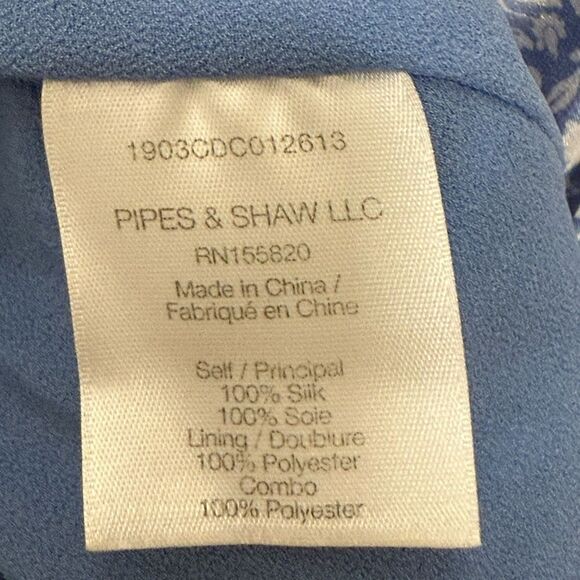 1903CDC012613
PIPES & SHAW LLC
RN155820
Made in China /
Fabriqué en Chine
Self / Principal
100% Silk
100% Soie
Lining / Doublure
100% Polyester
Combo
100% Polyester